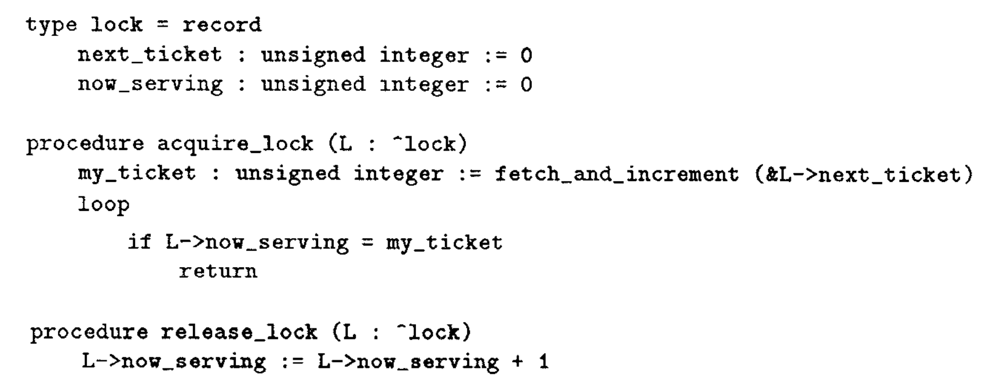 type lock = record
next_ticket : unsigned integer := 0
now_serving : unsigned integer := 0
procedure acquire_lock (L : ^lock)
my_ticket : unsigned integer := fetch_and_increment (&L->next_ticket)
loop
if L->now_serving = my_ticket
return
procedure release_lock (L : ^lock)
L->now_serving := L->now_serving + 1